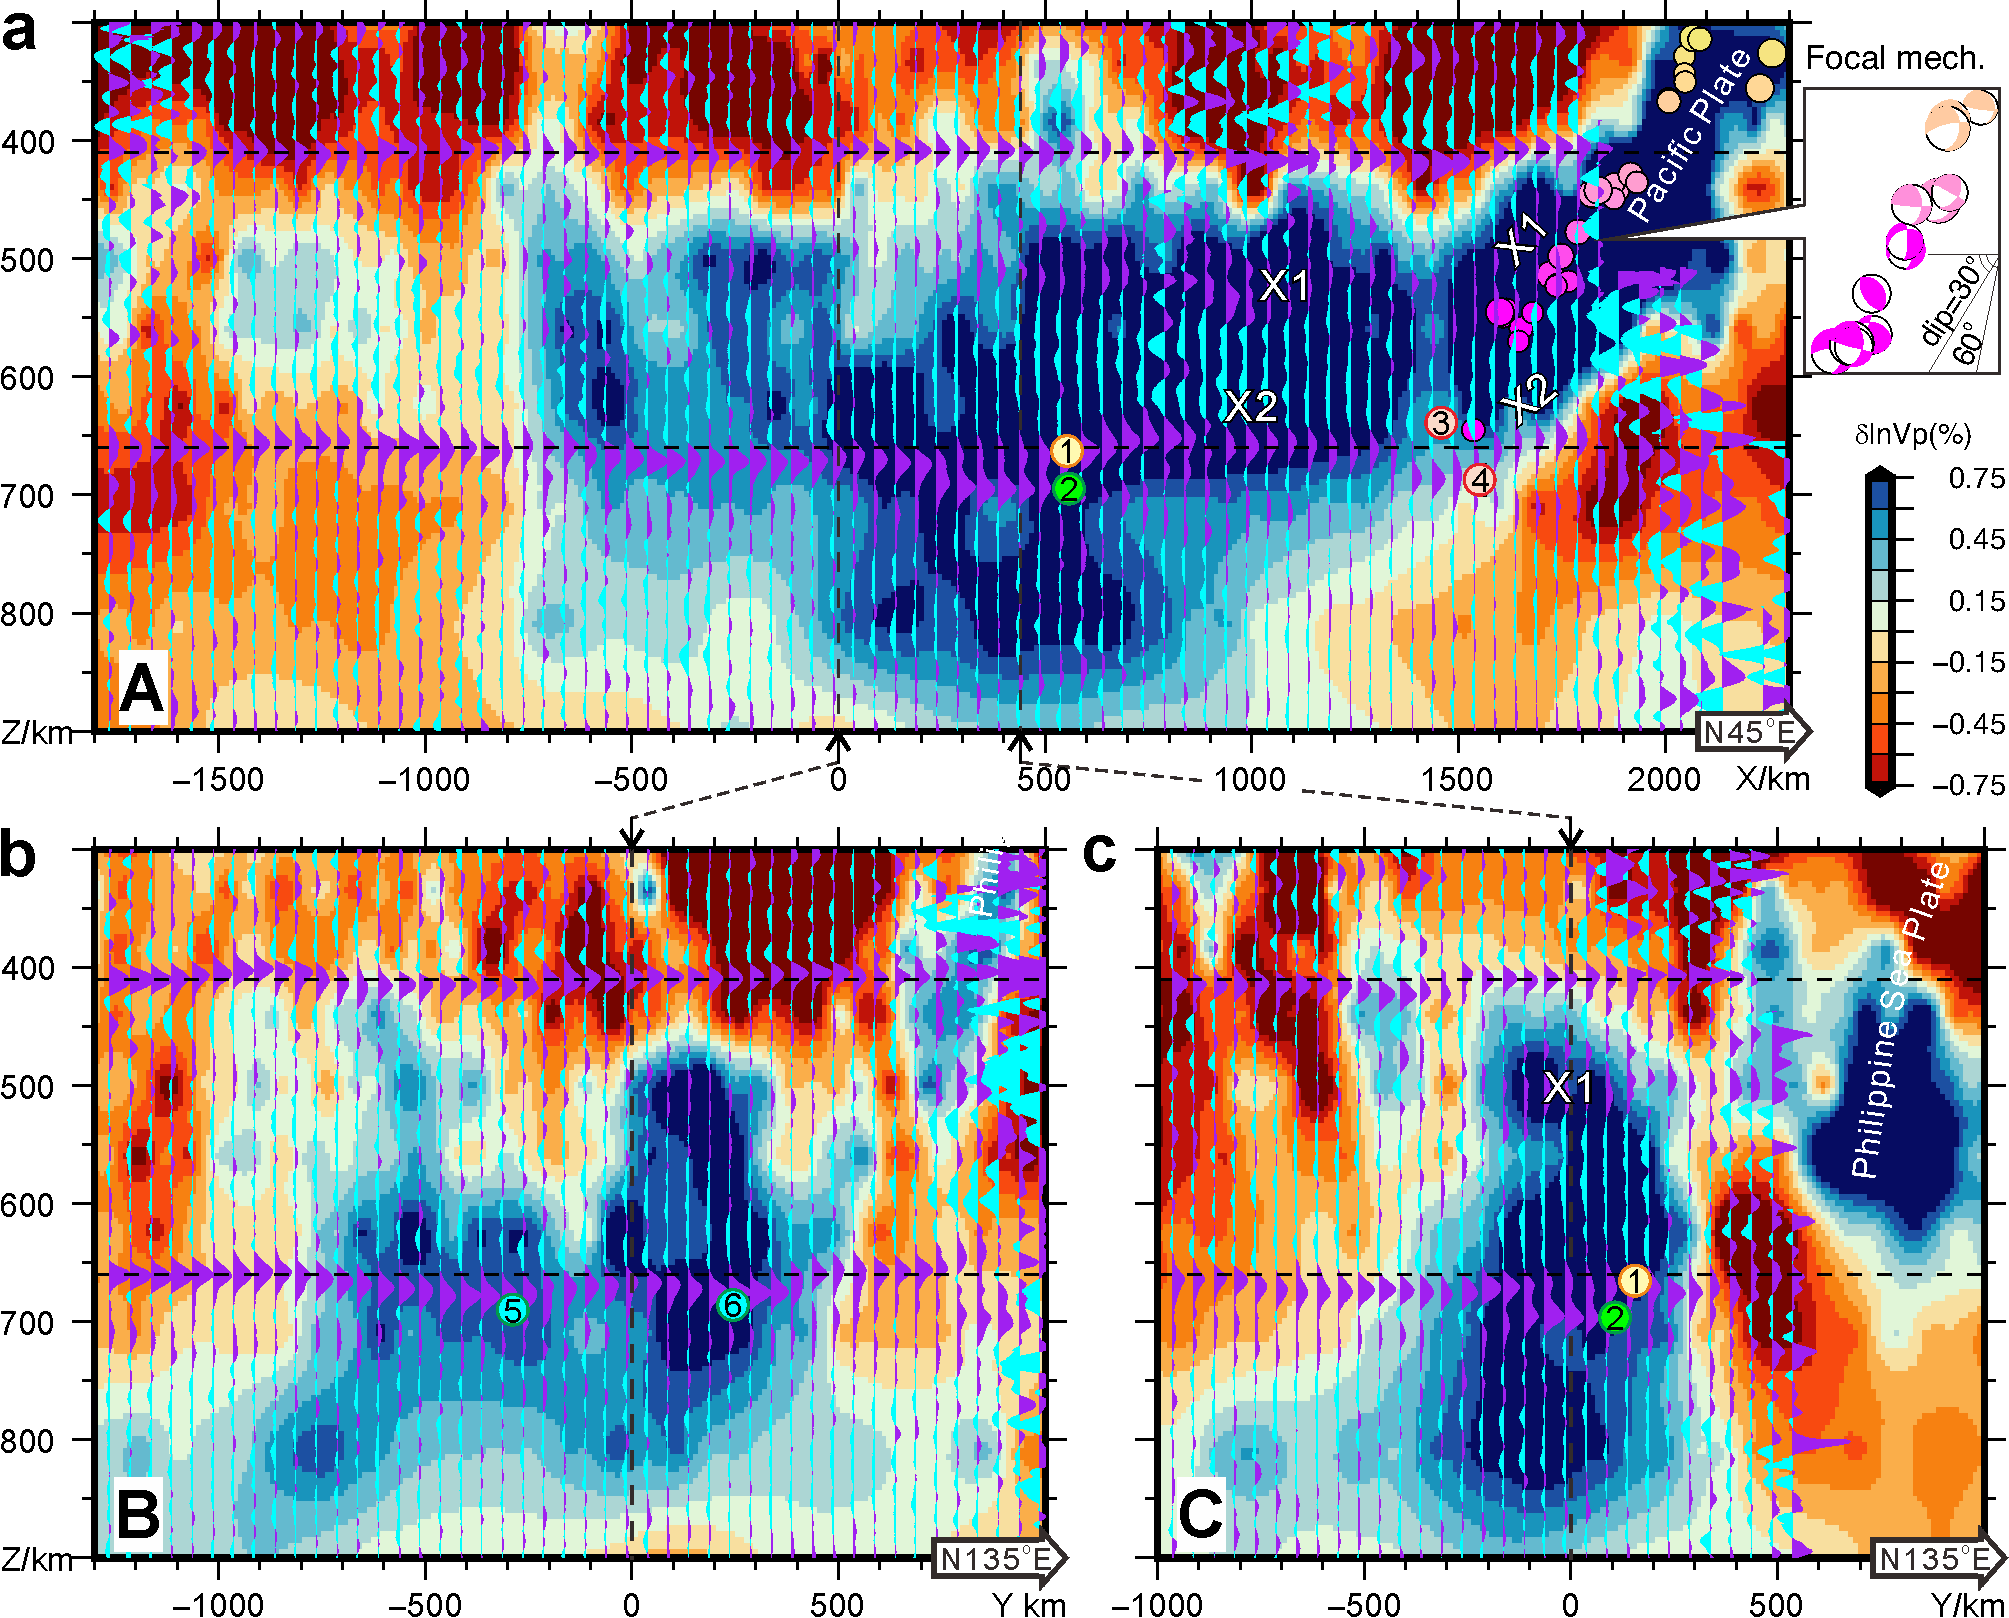 a
Focal mech.
Pacific Plate
400
500
600
700
800
Z/km
X1
X1
X2
X2
1
2
3
4
dip=30°
60°
δlnVp(%)
0.75
0.45
0.15
−0.15
−0.45
−0.75
A
N45°E
−1500
−1000
−500
0
500
1000
1500
2000
X/km
b
Phili
400
500
600
700
800
Z/km
5
6
B
N135°E
−1000
−500
0
500
Y km
c
Philippine Sea Plate
X1
1
2
C
N135°E
−1000
−500
0
500
Y/km